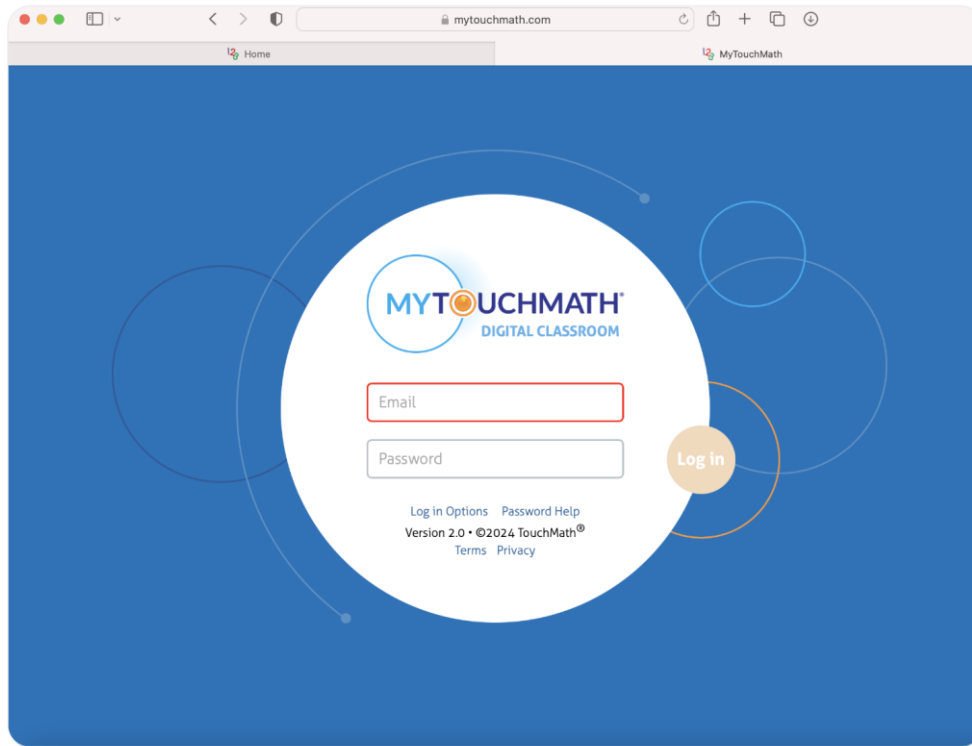 mytouchmath.com
Home
MyTouchMath
MYTOUCHMATH®
DIGITAL CLASSROOM
Email
Password
Log in
Log in Options Password Help
Version 2.0 • ©2024 TouchMath®
Terms Privacy